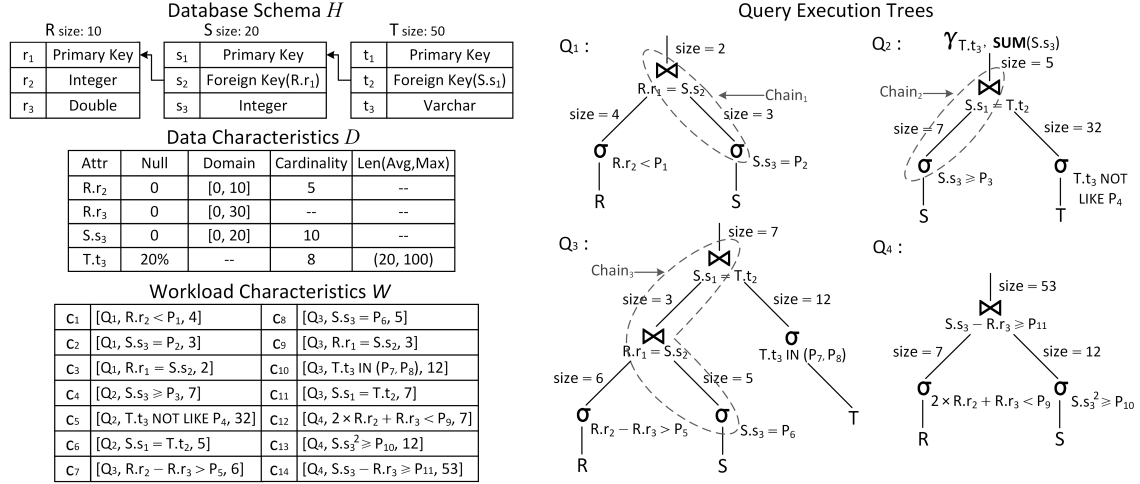 Database Schema H
R size: 10
S size: 20
T size: 50
r1 Primary Key
r2 Integer
r3 Double
s1 Primary Key
s2 Foreign Key(R.r1)
s3 Integer
t1 Primary Key
t2 Foreign Key(S.s1)
t3 Varchar
Data Characteristics D
Attr Null Domain Cardinality Len(Avg,Max)
R.r2 0 [0, 10] 5 --
R.r3 0 [0, 30] -- --
S.s3 0 [0, 20] 10 --
T.t3 20% -- 8 (20, 100)
Workload Characteristics W
c1 [Q1, R.r2 < P1, 4] c8 [Q3, S.s3 = P6, 5]
c2 [Q1, S.s3 = P2, 3] c9 [Q3, R.r1 = S.s2, 3]
c3 [Q1, R.r1 = S.s2, 2] c10 [Q3, T.t3 IN (P7, P8), 12]
c4 [Q2, S.s3 ≥ P3, 7] c11 [Q3, S.s1 = T.t2, 7]
c5 [Q2, T.t3 NOT LIKE P4, 32] c12 [Q4, 2 × R.r2 + R.r3 < P9, 7]
c6 [Q2, S.s1 = T.t2, 5] c13 [Q4, S.s3² ≥ P10, 12]
c7 [Q3, R.r2 − R.r3 > P5, 6] c14 [Q4, S.s3 − R.r3 ≥ P11, 53]
Query Execution Trees
Q1 :
size = 2
⋈
R.r1 = S.s2
Chain1
size = 4
size = 3
σ R.r2 < P1
σ S.s3 = P2
R
S
Q2 :
γ T.t3, SUM(S.s3)
size = 5
⋈
Chain2
S.s1 = T.t2
size = 7
size = 32
σ S.s3 ≥ P3
σ T.t3 NOT
LIKE P4
S
T
Q3 :
size = 7
⋈
Chain3
S.s1 ≠ T.t2
size = 3
size = 12
⋈
R.r1 = S.s2
σ
T.t3 IN (P7, P8)
size = 6
size = 5
T
σ R.r2 − R.r3 > P5
σ S.s3 = P6
R
S
Q4 :
size = 53
⋈
S.s3 − R.r3 ≥ P11
size = 7
size = 12
σ 2 × R.r2 + R.r3 < P9
σ S.s3² ≥ P10
R
S